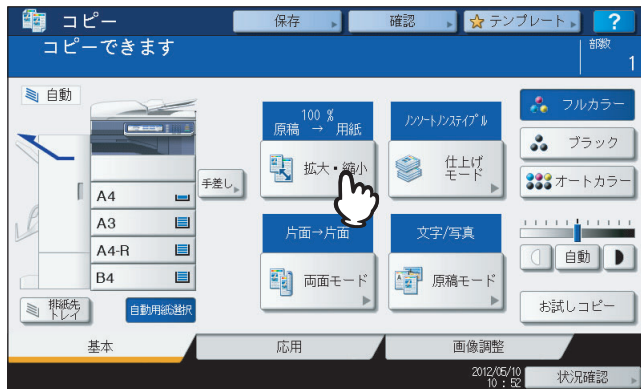 コピー
保存
確認
テンプレート
?
コピーできます
部数
1
自動
手差し
A4
A3
A4-R
B4
排紙先
トレイ
自動用紙選択
100 %
原稿 → 用紙
拡大・縮小
ノンソートノンステイプル
仕上げ
モード
片面→片面
両面モード
文字/写真
原稿モード
フルカラー
ブラック
オートカラー
自動
お試しコピー
基本
応用
画像調整
2012/05/10
10 : 52
状況確認